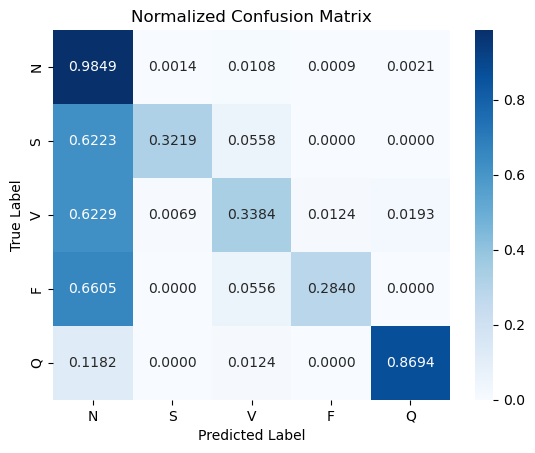 Normalized Confusion Matrix
N 0.9849 0.0014 0.0108 0.0009 0.0021
S 0.6223 0.3219 0.0558 0.0000 0.0000
V 0.6229 0.0069 0.3384 0.0124 0.0193
F 0.6605 0.0000 0.0556 0.2840 0.0000
Q 0.1182 0.0000 0.0124 0.0000 0.8694
N S V F Q
True Label
Predicted Label
0.8
0.6
0.4
0.2
0.0